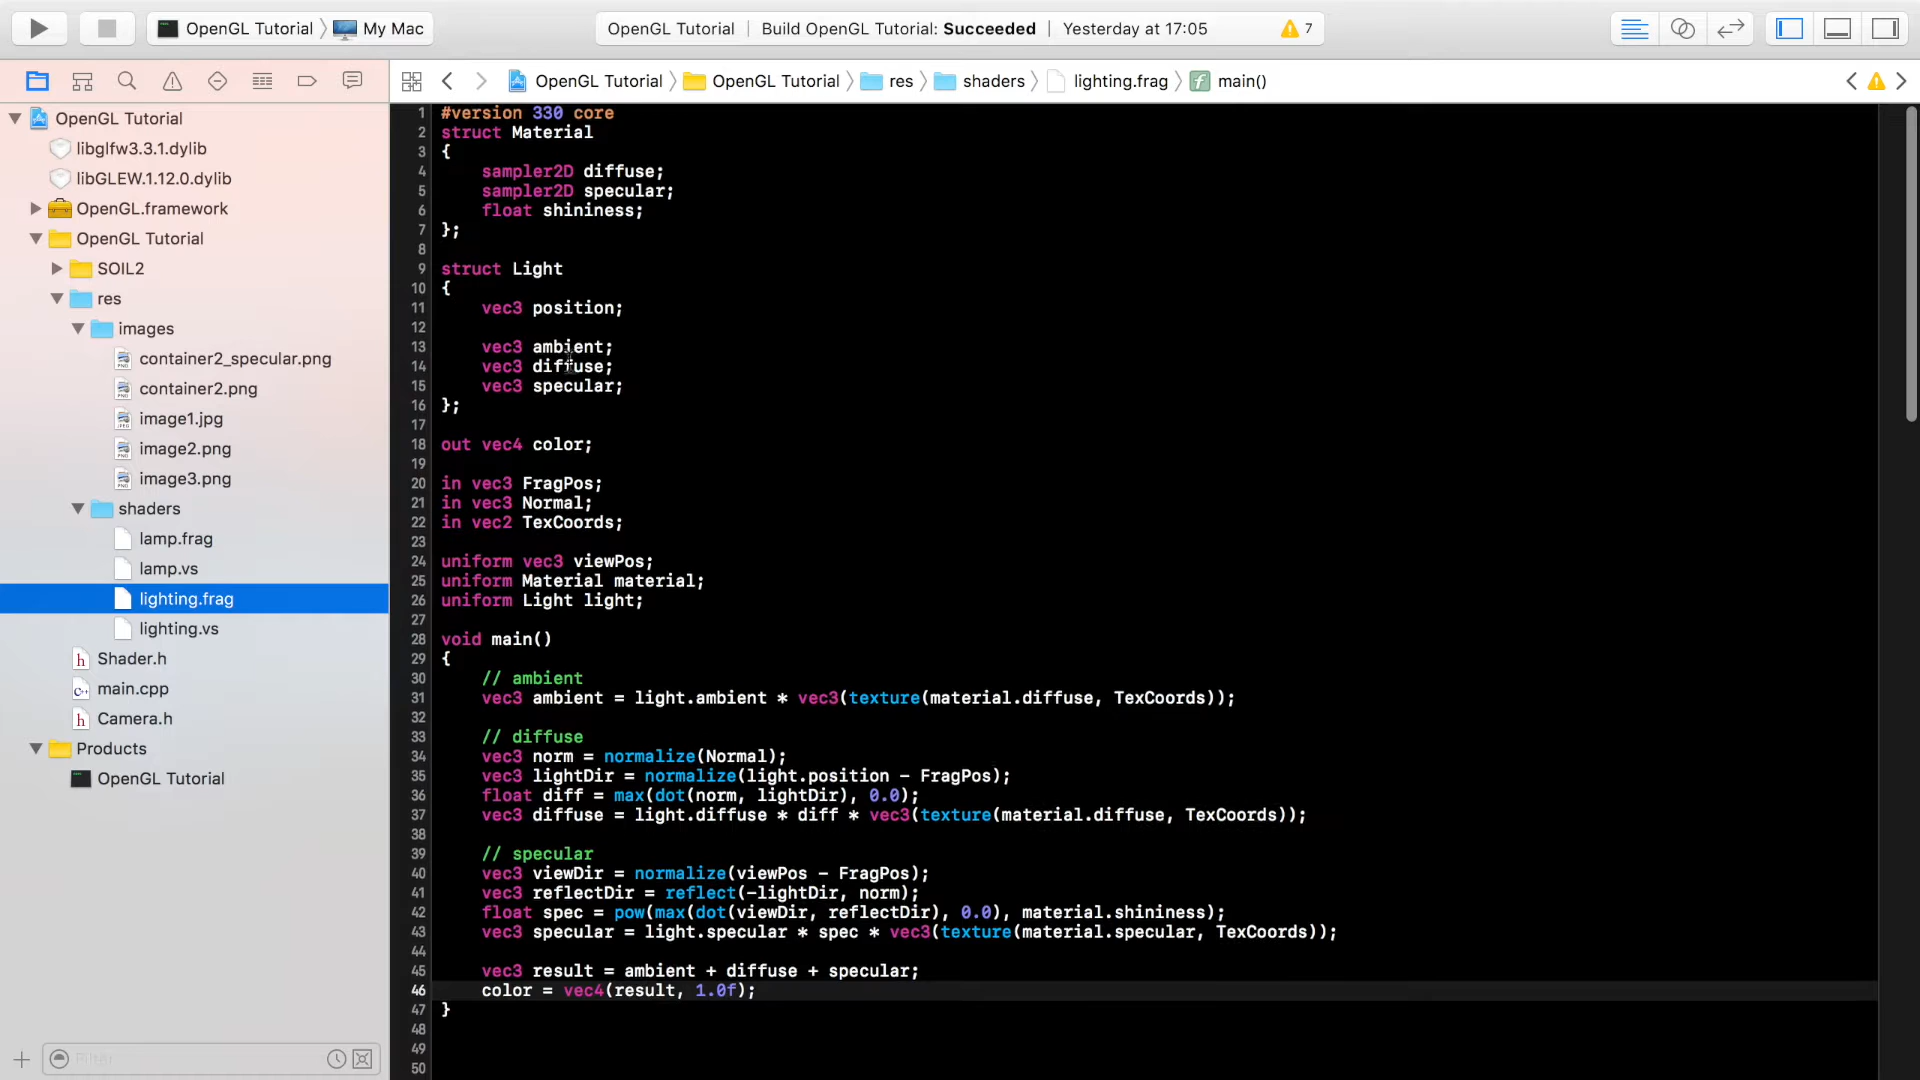 OpenGL Tutorial
My Mac
OpenGL Tutorial
Build OpenGL Tutorial: Succeeded
Yesterday at 17:05
7
OpenGL Tutorial
OpenGL Tutorial
res
shaders
lighting.frag
main()
OpenGL Tutorial
libglfw3.3.1.dylib
libGLEW.1.12.0.dylib
OpenGL.framework
OpenGL Tutorial
SOIL2
res
images
container2_specular.png
container2.png
image1.jpg
image2.png
image3.png
shaders
lamp.frag
lamp.vs
lighting.frag
lighting.vs
Shader.h
main.cpp
Camera.h
Products
OpenGL Tutorial
Filter
1 #version 330 core
2 struct Material
3 {
4     sampler2D diffuse;
5     sampler2D specular;
6     float shininess;
7 };
8
9 struct Light
10 {
11     vec3 position;
12
13     vec3 ambient;
14     vec3 diffuse;
15     vec3 specular;
16 };
17
18 out vec4 color;
19
20 in vec3 FragPos;
21 in vec3 Normal;
22 in vec2 TexCoords;
23
24 uniform vec3 viewPos;
25 uniform Material material;
26 uniform Light light;
27
28 void main()
29 {
30     // ambient
31     vec3 ambient = light.ambient * vec3(texture(material.diffuse, TexCoords));
32
33     // diffuse
34     vec3 norm = normalize(Normal);
35     vec3 lightDir = normalize(light.position - FragPos);
36     float diff = max(dot(norm, lightDir), 0.0);
37     vec3 diffuse = light.diffuse * diff * vec3(texture(material.diffuse, TexCoords));
38
39     // specular
40     vec3 viewDir = normalize(viewPos - FragPos);
41     vec3 reflectDir = reflect(-lightDir, norm);
42     float spec = pow(max(dot(viewDir, reflectDir), 0.0), material.shininess);
43     vec3 specular = light.specular * spec * vec3(texture(material.specular, TexCoords));
44
45     vec3 result = ambient + diffuse + specular;
46     color = vec4(result, 1.0f);
47 }
48
49
50